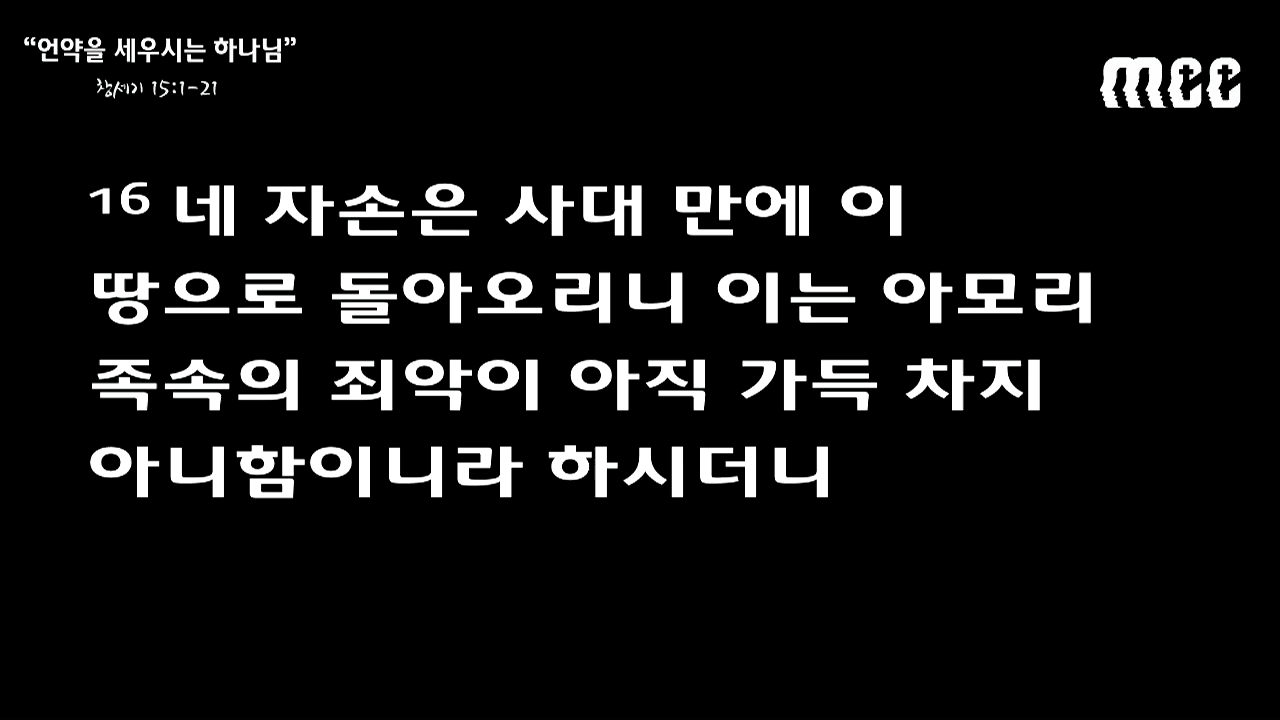 “언약을 세우시는 하나님”
창세기 15:1-21
mcc
16 네 자손은 사대 만에 이
땅으로 돌아오리니 이는 아모리
족속의 죄악이 아직 가득 차지
아니함이니라 하시더니